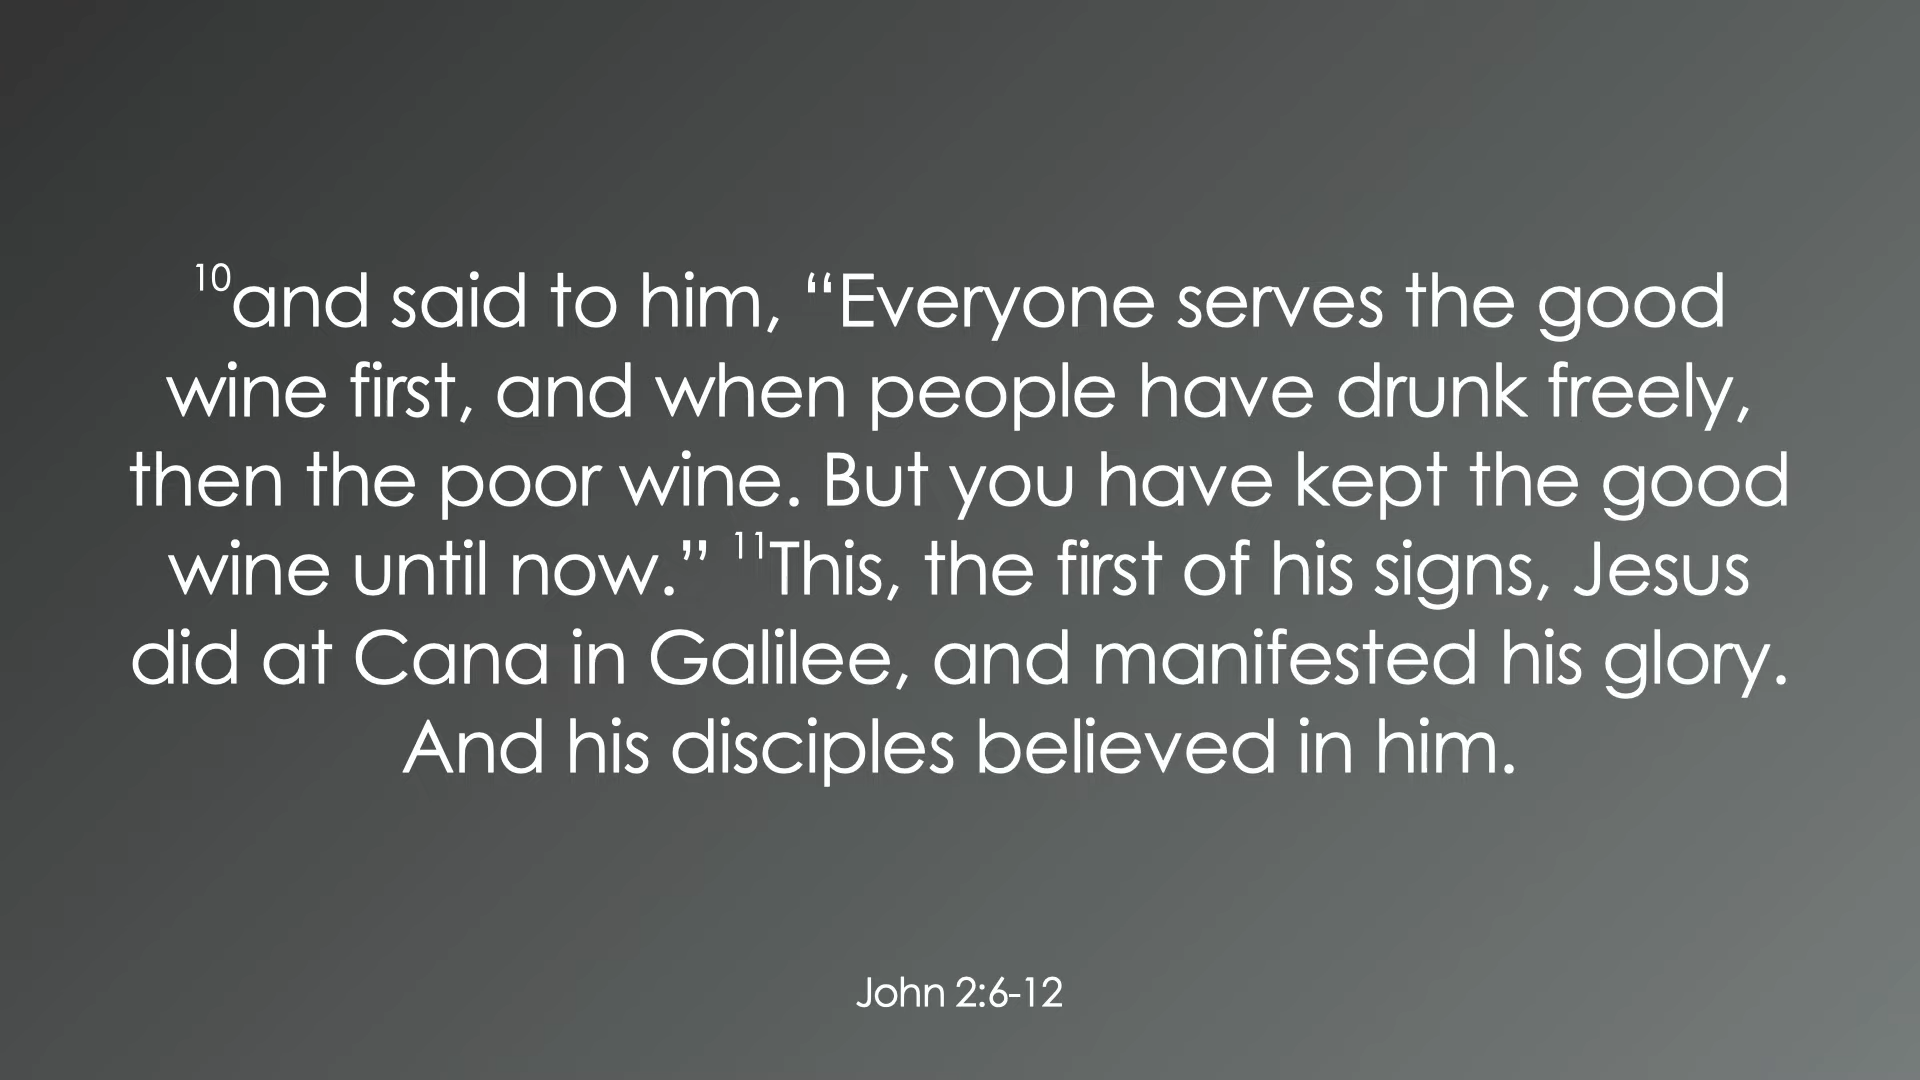 ¹⁰and said to him, “Everyone serves the good
wine first, and when people have drunk freely,
then the poor wine. But you have kept the good
wine until now.” ¹¹This, the first of his signs, Jesus
did at Cana in Galilee, and manifested his glory.
And his disciples believed in him.
John 2:6-12